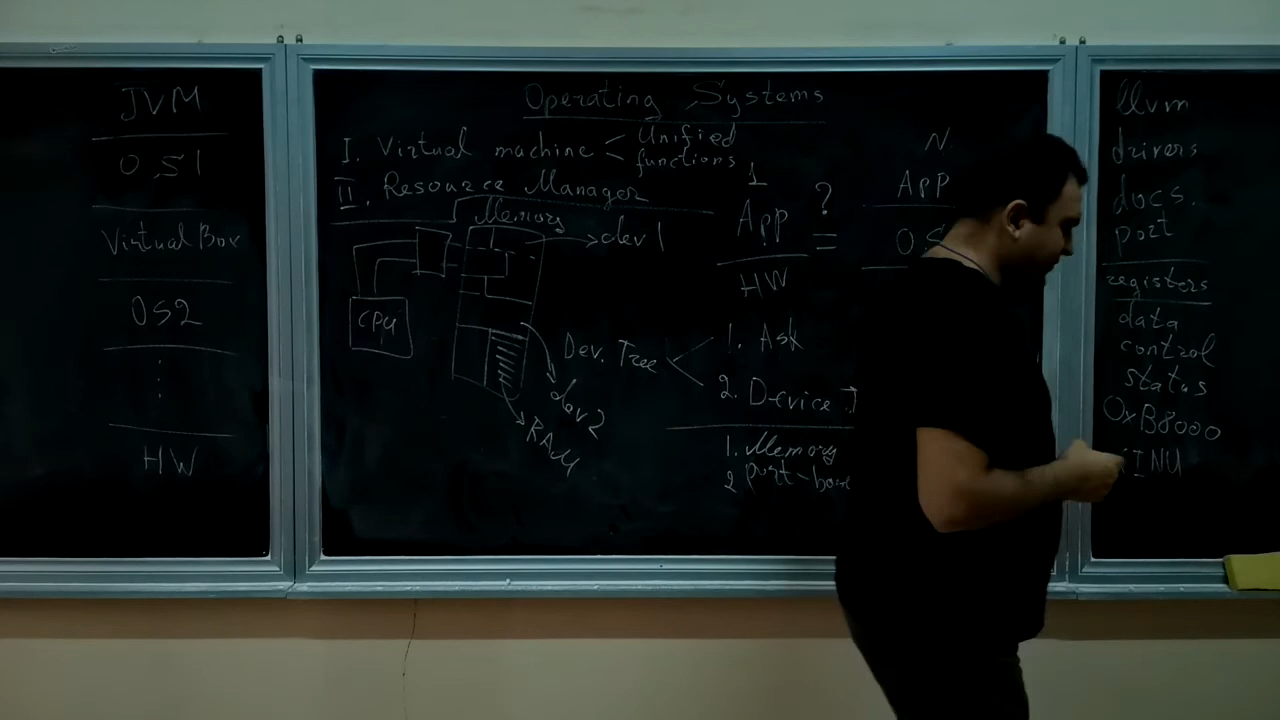 JVM
OS1
VirtualBox
OS2
HW
Operating Systems
I. Virtual machine < Unified
< functions
II. Resource Manager
Memory
dev1
CPU
dev2
RAM
1
App
HW
?
=
N
App
Dev. Tree
1. Ask
2. Device
1. Memory
2 port-
llvm
drivers
docs.
port
registers
data
control
status
0xB8000